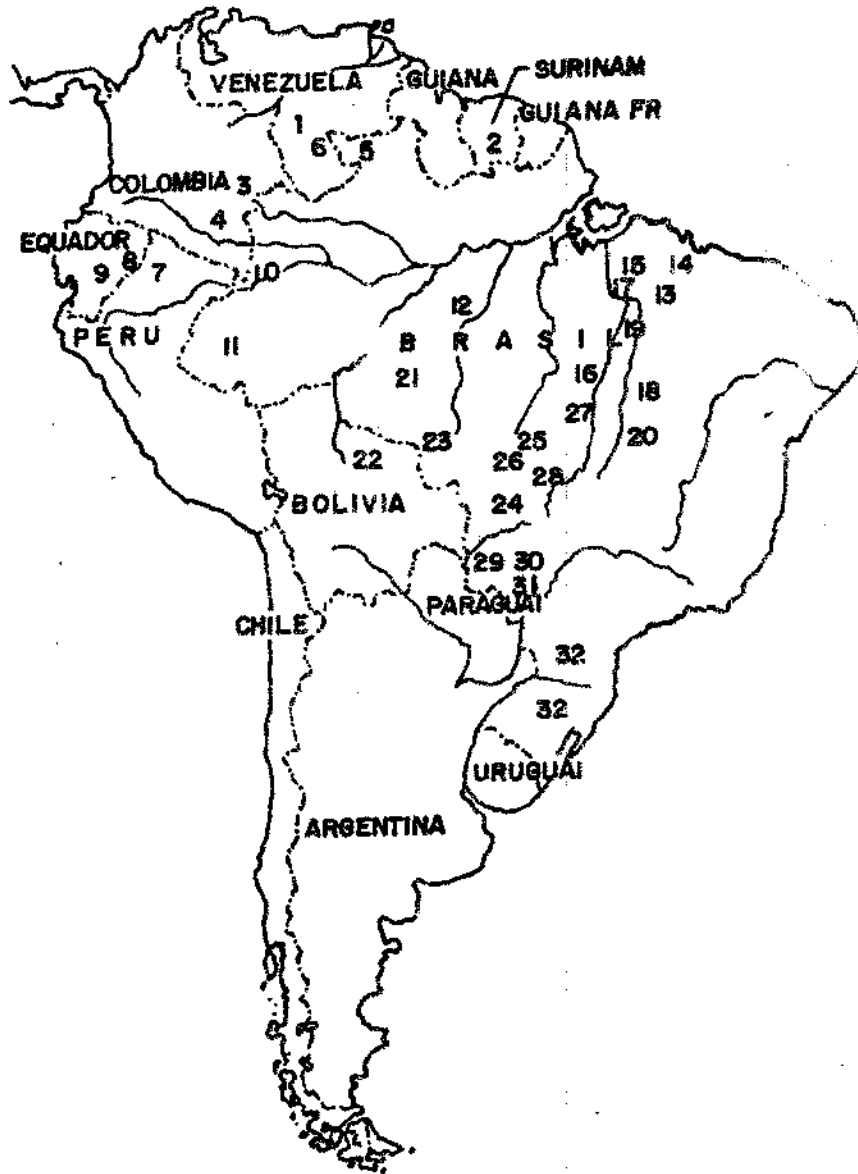 VENEZUELA GUIANA SURINAM
GUIANA FR
1
6 5 2
COLOMBIA 3
4
EQUADOR
9 8 7 10
15 14
17 13
12
PERU 11 BRASIL 19
21 16
27 18
23 25 20
22 26
28
BOLIVIA 24
29 30
31
PARAGUAI
CHILE
32
32
URUGUAI
ARGENTINA